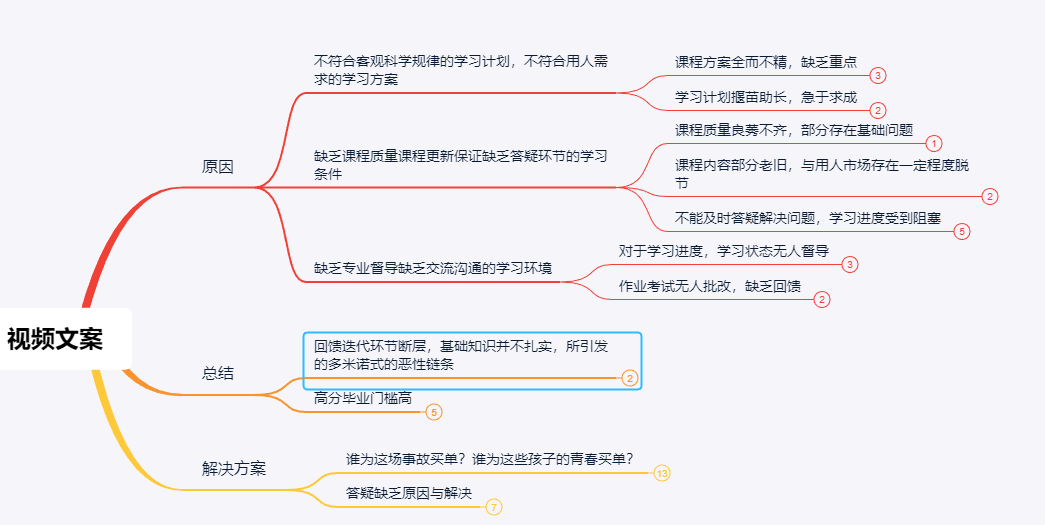 视频文案
原因
不符合客观科学规律的学习计划，不符合用人需
求的学习方案
课程方案全而不精，缺乏重点
3
学习计划揠苗助长，急于求成
2
缺乏课程质量课程更新保证缺乏答疑环节的学习
条件
课程质量良莠不齐，部分存在基础问题
1
课程内容部分老旧，与用人市场存在一定程度脱
节
2
不能及时答疑解决问题，学习进度受到阻塞
5
缺乏专业督导缺乏交流沟通的学习环境
对于学习进度，学习状态无人督导
3
作业考试无人批改，缺乏回馈
2
总结
回馈迭代环节断层，基础知识并不扎实，所引发
的多米诺式的恶性链条
2
高分毕业门槛高
5
解决方案
谁为这场事故买单？谁为这些孩子的青春买单？
13
答疑缺乏原因与解决
7